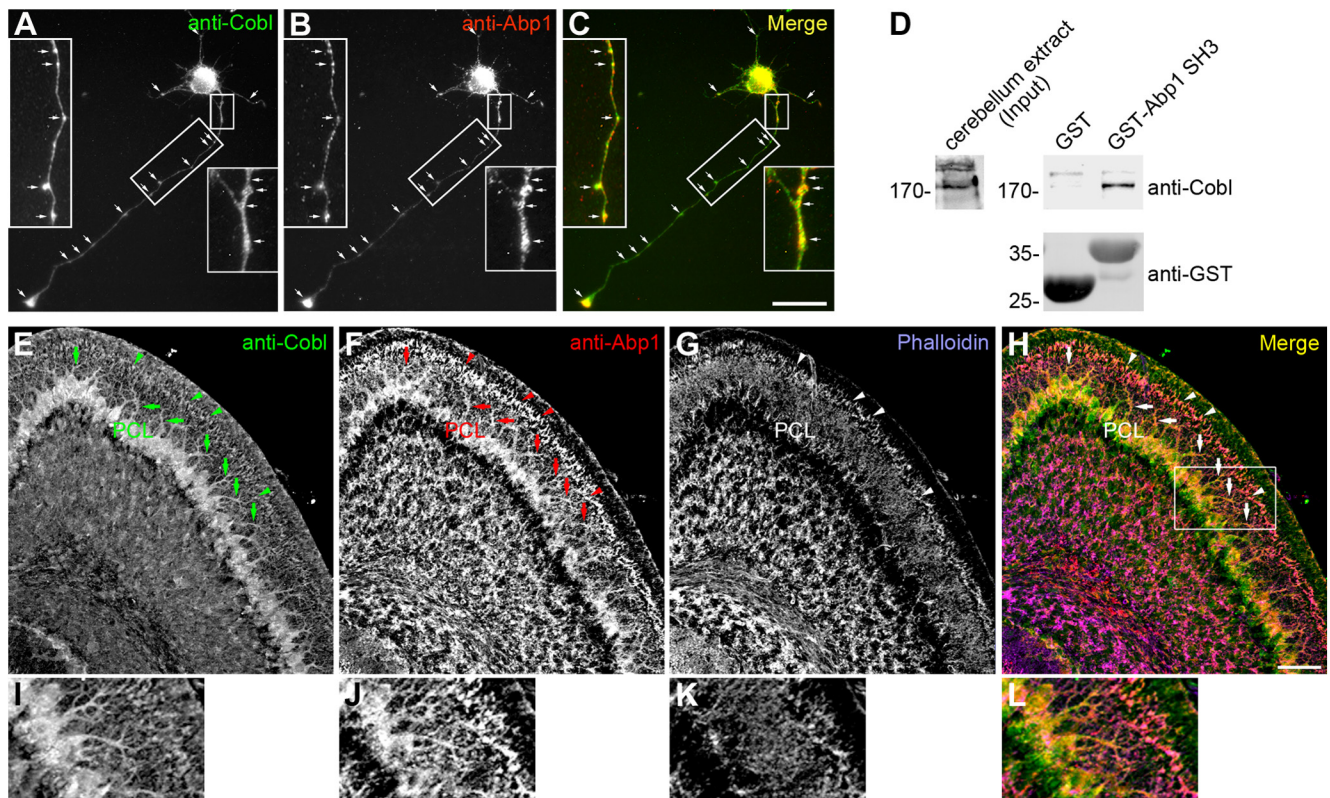 A anti-Cobl
B anti-Abp1
C Merge
D
cerebellum extract
(Input)
GST
GST-Abp1 SH3
170-
170-
anti-Cobl
35-
25-
anti-GST
E anti-Cobl
PCL
F anti-Abp1
PCL
G Phalloidin
PCL
H Merge
PCL
I
J
K
L